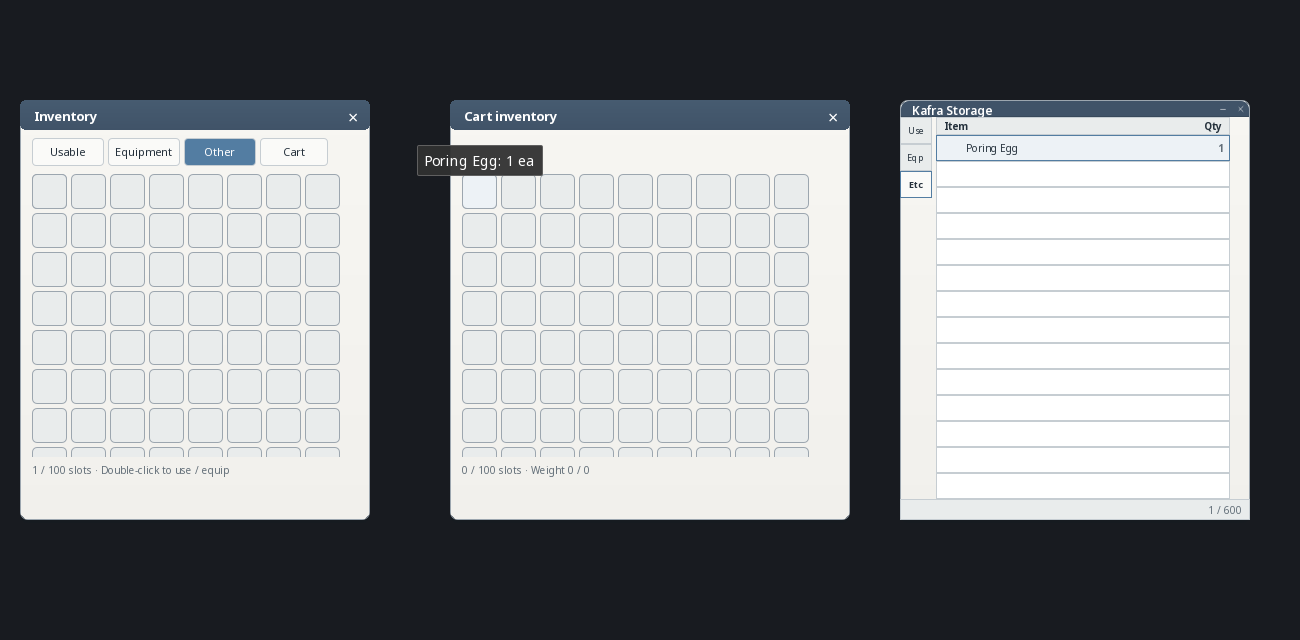 Inventory ×
Usable Equipment Other Cart
1 / 100 slots · Double-click to use / equip
Cart inventory ×
Poring Egg: 1 ea
0 / 100 slots · Weight 0 / 0
Kafra Storage − ×
Use
Eqp
Etc
Item Qty
Poring Egg 1
1 / 600